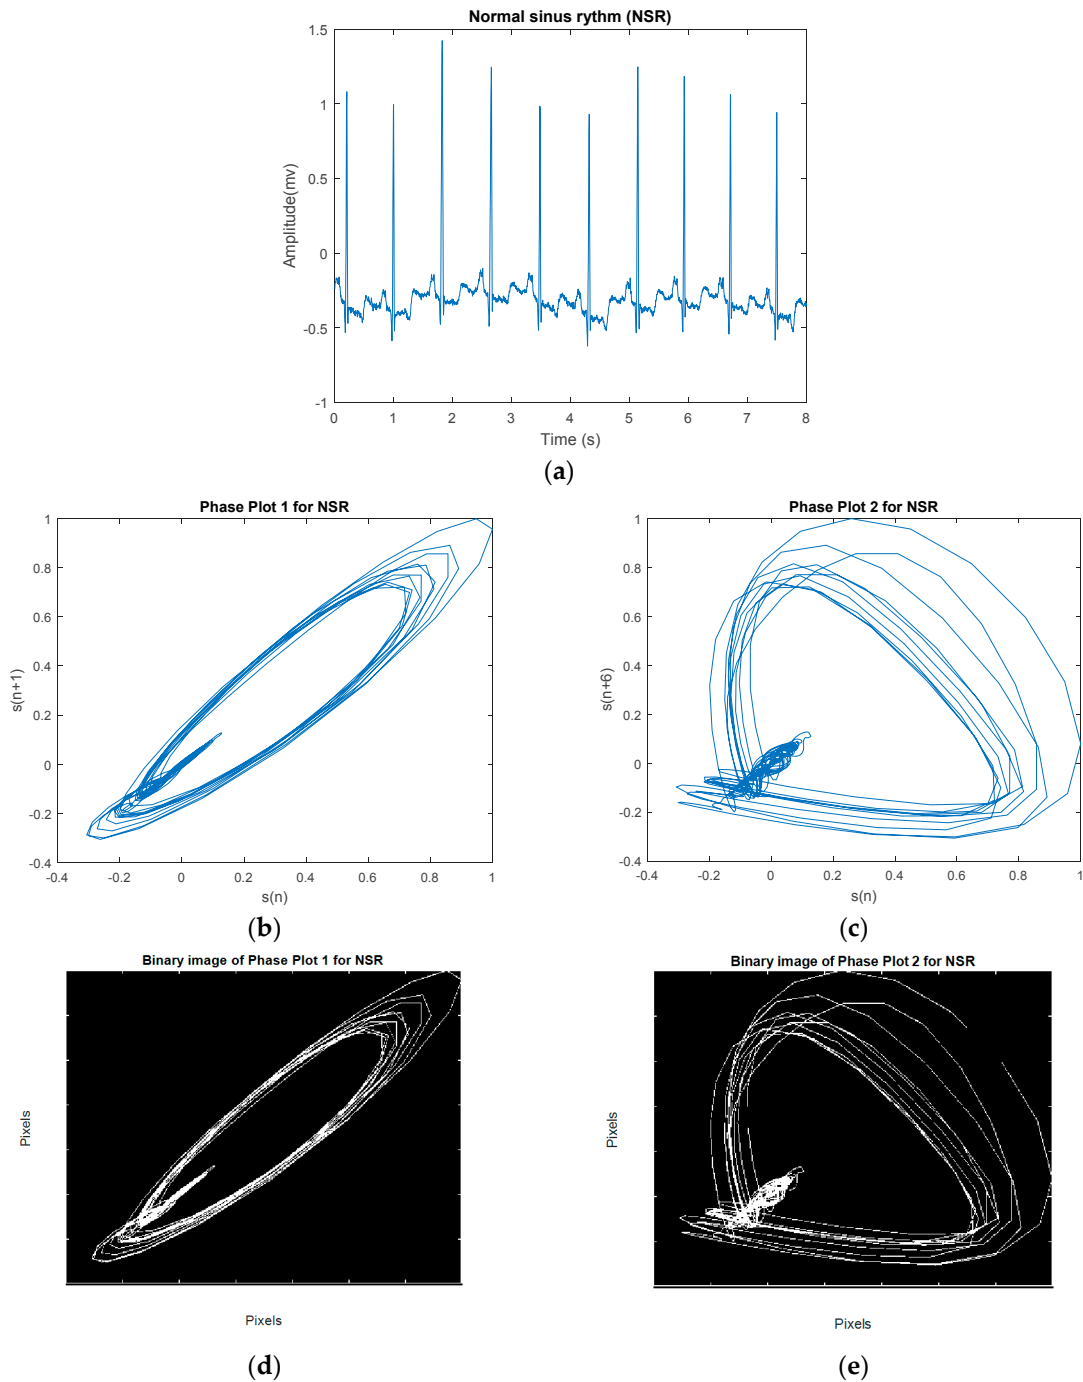 Normal sinus rythm (NSR)
1.5
1
0.5
0
-0.5
-1
Amplitude(mv)
0 1 2 3 4 5 6 7 8
Time (s)
(a)
Phase Plot 1 for NSR
1
0.8
0.6
0.4
0.2
0
-0.2
-0.4
s(n+1)
-0.4 -0.2 0 0.2 0.4 0.6 0.8 1
s(n)
(b)
Phase Plot 2 for NSR
1
0.8
0.6
0.4
0.2
0
-0.2
-0.4
s(n+6)
-0.4 -0.2 0 0.2 0.4 0.6 0.8 1
s(n)
(c)
Binary image of Phase Plot 1 for NSR
Pixels
Pixels
(d)
Binary image of Phase Plot 2 for NSR
Pixels
Pixels
(e)